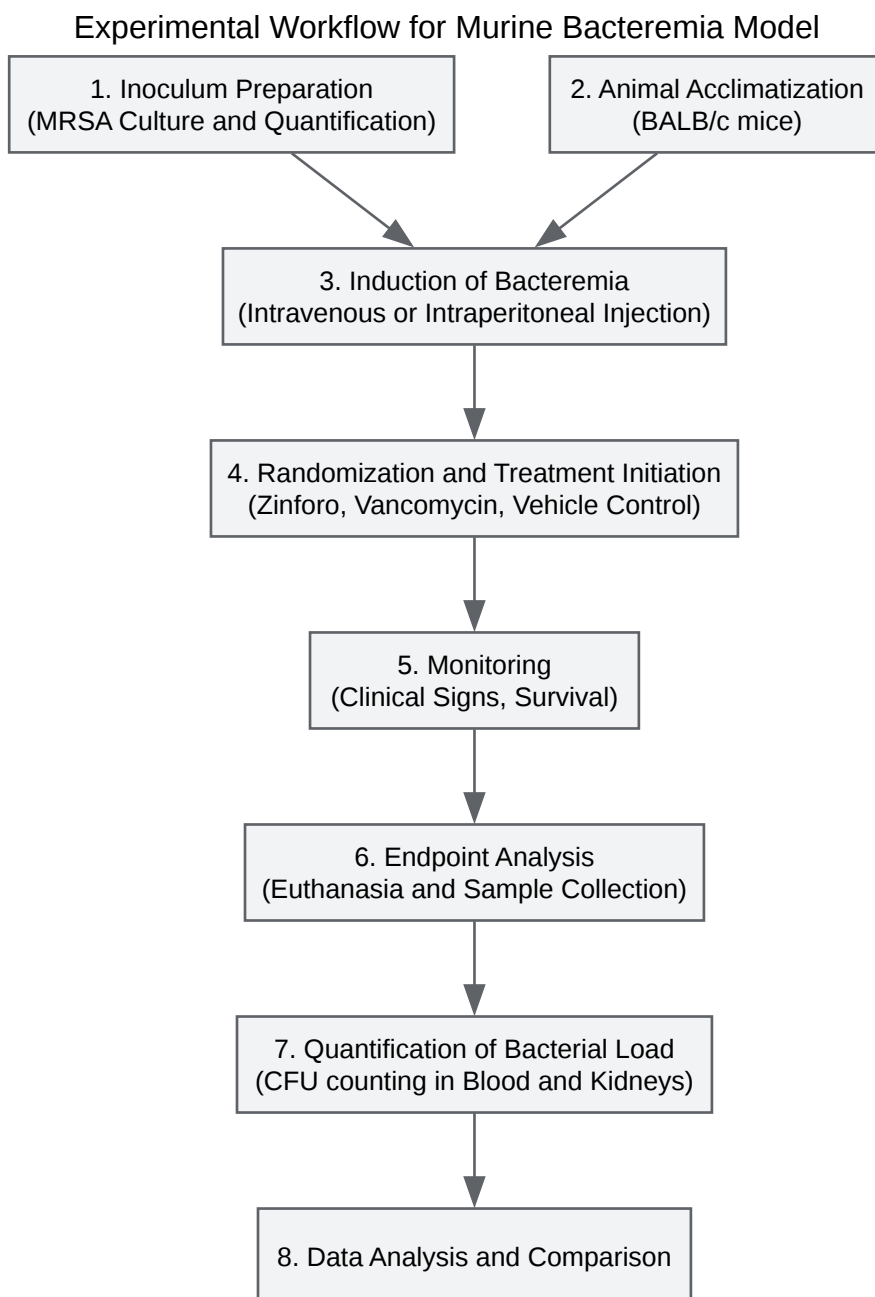 Experimental Workflow for Murine Bacteremia Model
1. Inoculum Preparation
(MRSA Culture and Quantification)
2. Animal Acclimatization
(BALB/c mice)
3. Induction of Bacteremia
(Intravenous or Intraperitoneal Injection)
4. Randomization and Treatment Initiation
(Zinforo, Vancomycin, Vehicle Control)
5. Monitoring
(Clinical Signs, Survival)
6. Endpoint Analysis
(Euthanasia and Sample Collection)
7. Quantification of Bacterial Load
(CFU counting in Blood and Kidneys)
8. Data Analysis and Comparison